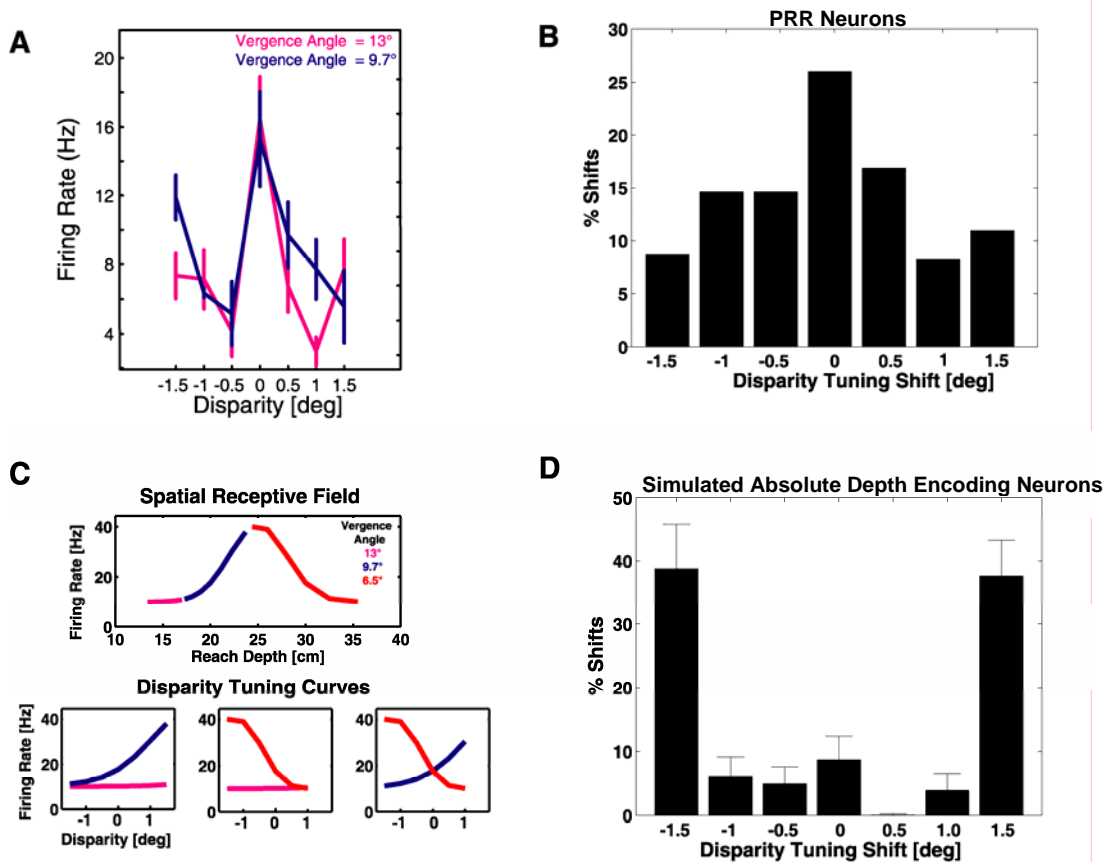 A
Vergence Angle = 13°
Vergence Angle = 9.7°
20
16
12
8
4
Firing Rate (Hz)
-1.5 -1 -0.5 0 0.5 1 1.5
Disparity [deg]
B
PRR Neurons
30
25
20
15
10
5
0
% Shifts
-1.5 -1 -0.5 0 0.5 1 1.5
Disparity Tuning Shift [deg]
C
Spatial Receptive Field
40
20
0
Firing Rate [Hz]
Vergence
Angle
13°
9.7°
6.5°
10 15 20 25 30 35 40
Reach Depth [cm]
Disparity Tuning Curves
Firing Rate [Hz]
40 40 40
20 20 20
0 0 0
-1 0 1 -1 0 1 -1 0 1
Disparity [deg]
D
Simulated Absolute Depth Encoding Neurons
50
40
30
20
10
0
% Shifts
-1.5 -1 -0.5 0 0.5 1.0 1.5
Disparity Tuning Shift [deg]